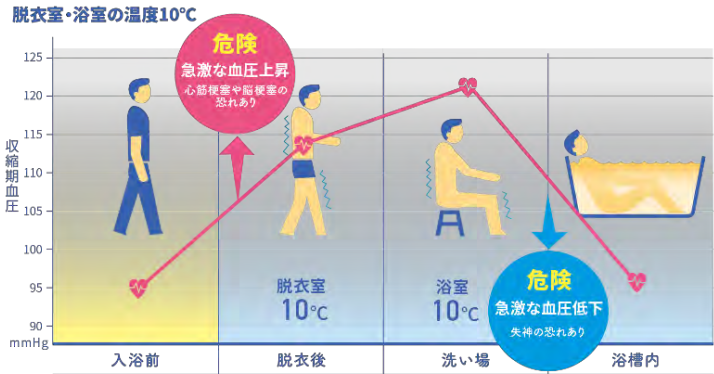 脱衣室・浴室の温度10℃
危険
急激な血圧上昇
心筋梗塞や脳梗塞の
恐れあり
収縮期血圧
125
120
115
110
105
100
95
90
mmHg
脱衣室
10℃
浴室
10℃
危険
急激な血圧低下
失神の恐れあり
入浴前
脱衣後
洗い場
浴槽内